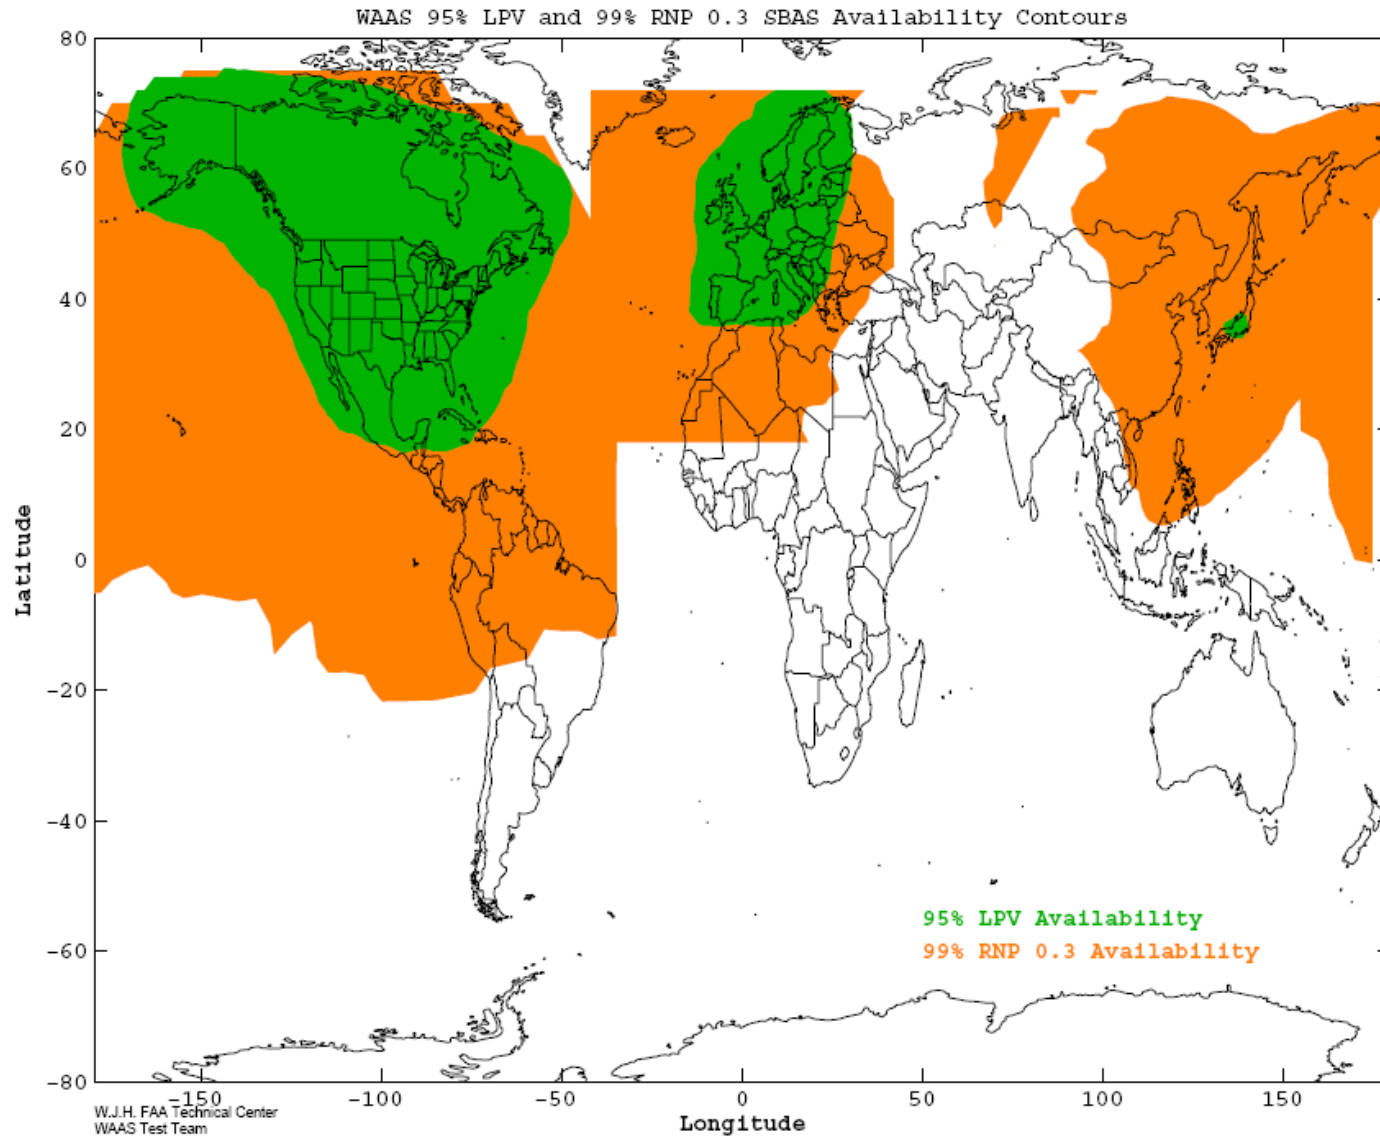 WAAS 95% LPV and 99% RNP 0.3 SBAS Availability Contours
80
60
40
20
0
-20
-40
-60
-80
Latitude
95% LPV Availability
99% RNP 0.3 Availability
-150 -100 -50 0 50 100 150
Longitude
W.J.H. FAA Technical Center
WAAS Test Team